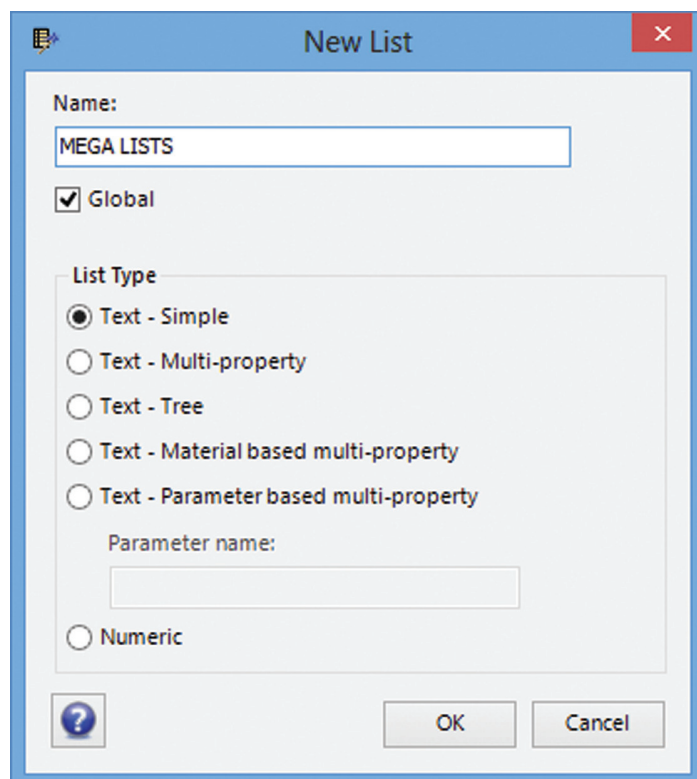 New List
Name:
MEGA LISTS
Global
List Type
Text - Simple
Text - Multi-property
Text - Tree
Text - Material based multi-property
Text - Parameter based multi-property
Parameter name:
Numeric
OK Cancel